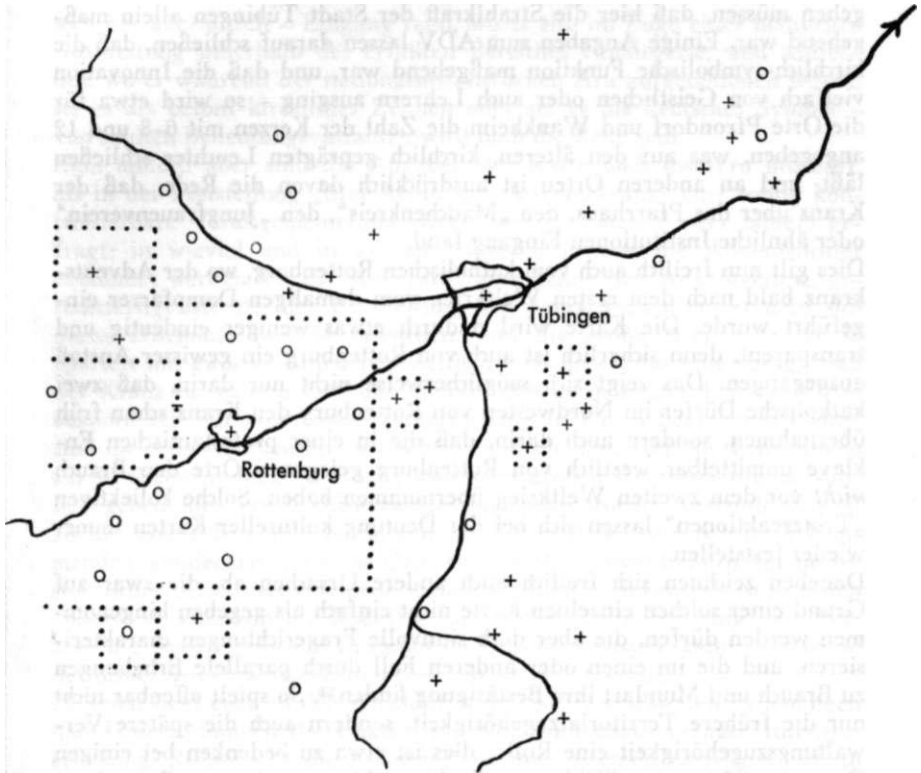 gehen müssen, daß hier die Strahlkraft der Stadt Tübingen allein maß-
gebend war. Einige Angaben zum ADV lassen darauf schließen, daß die
kirchlich-symbolische Funktion maßgebend war, und daß die Innovation
vielfach von Geistlichen oder auch Lehrern ausging – so wird etwa für
die Orte Pfrondorf und Wankheim die Zahl der Kerzen mit 6–8 und 12
angegeben, was auf den älteren, kirchlich geprägten Leuchter schließen
läßt, und an anderen Orten ist ausdrücklich davon die Rede, daß der
Kranz über das Pfarrhaus, den „Mädchenkreis“, den „Jungfrauenverein“
oder ähnliche Institutionen Eingang fand.
Dies gilt nun freilich auch vom katholischen Rottenburg, wo der Advents-
kranz bald nach dem ersten Weltkrieg vom damaligen Dompfarrer ein-
geführt wurde. Die Karte wird dadurch etwas weniger eindeutig und
transparent, denn sicherlich ist auch von Rottenburg ein gewisser Anstoß
ausgegangen. Das zeigt sich nicht nur darin, daß zwei
katholische Dörfer im Nordwesten von Rottenburg den Kranz schon früh
übernahmen, sondern auch darin, daß die in einer protestantischen En-
klave unmittelbar westlich von Rottenburg Orte den Brauch
nicht vor dem zweiten Weltkrieg übernommen haben. Solche kollektiven
lassen sich bei der Deutung kultureller Karten immer
wieder feststellen.
Daneben zeichnen sich freilich auch andere Ursachen ab, die zwar auf
Grund einer solchen einzelnen Karte nicht einfach als gegeben
men werden dürfen, die aber doch sinnvolle Fragerichtungen charakteri-
sieren, und die im einen oder anderen Fall durch parallele
zu Brauch und Mundart ihre Bestätigung finden. So spielt offenbar nicht
nur die frühere Territorialzugehörigkeit, sondern auch die spätere Ver-
waltungszugehörigkeit eine Rolle; dies ist etwa zu bedenken bei einigen
Tübingen
Rottenburg